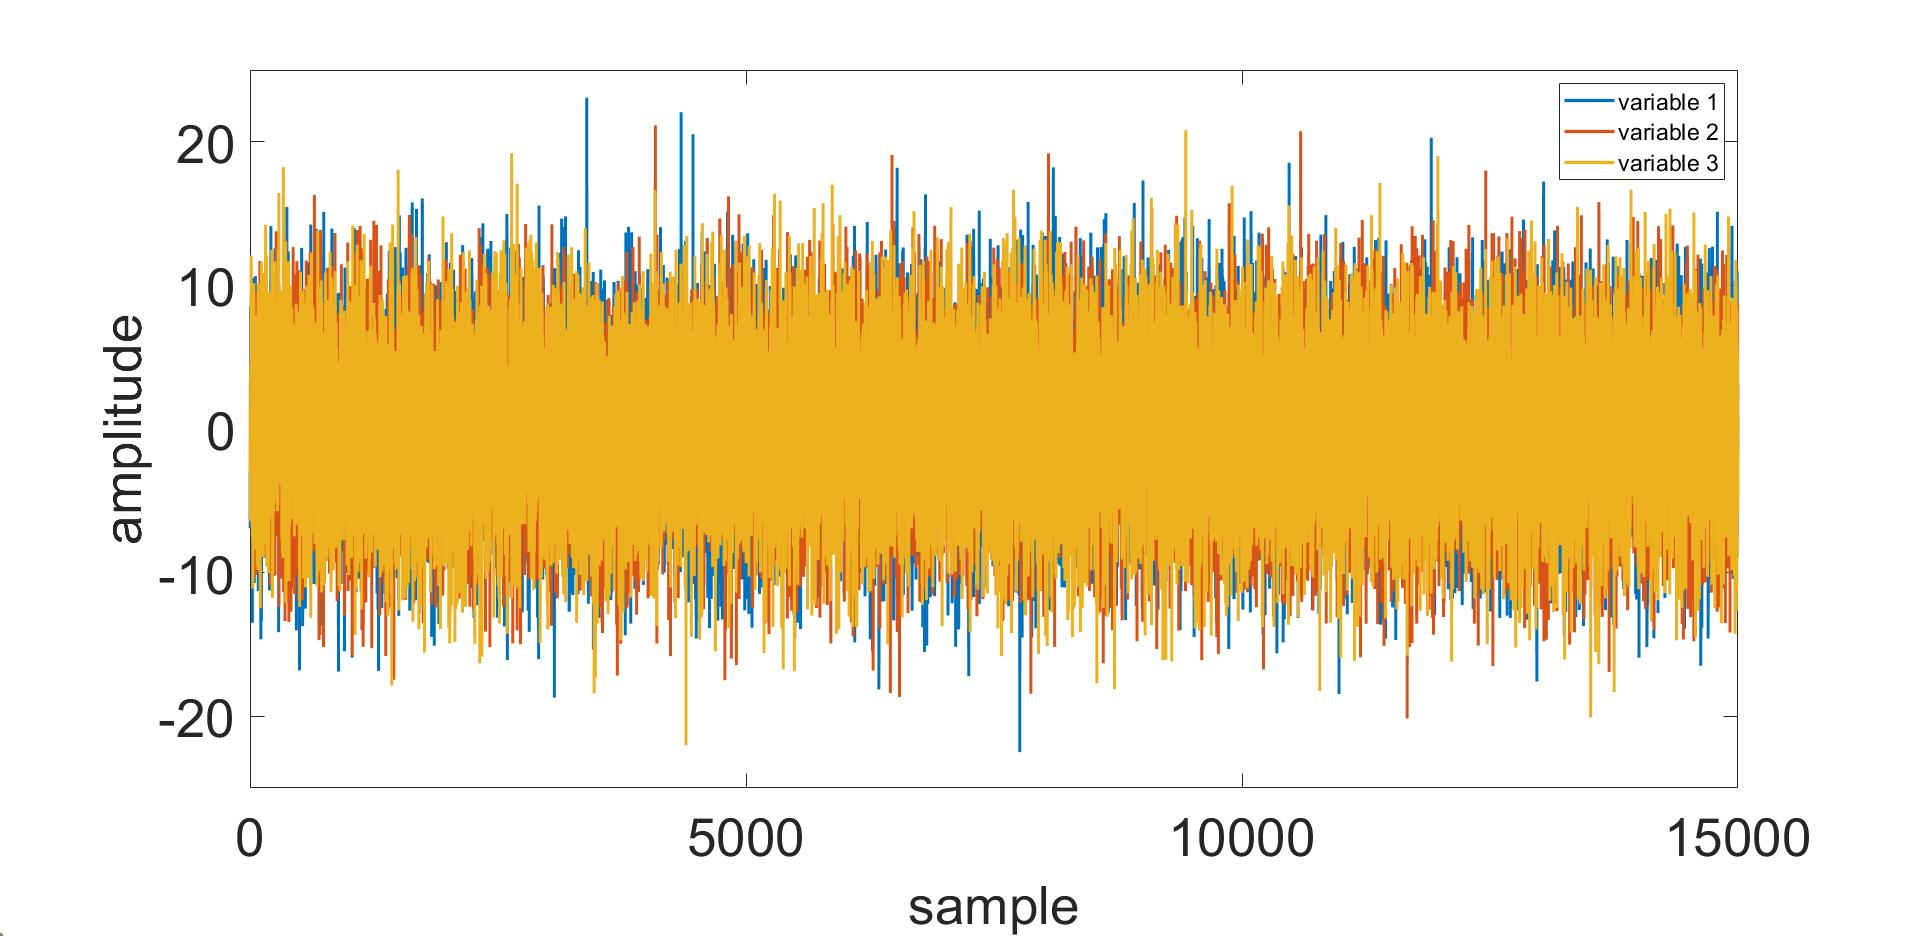 variable 1
variable 2
variable 3
20
10
0
-10
-20
amplitude
0 5000 10000 15000
sample